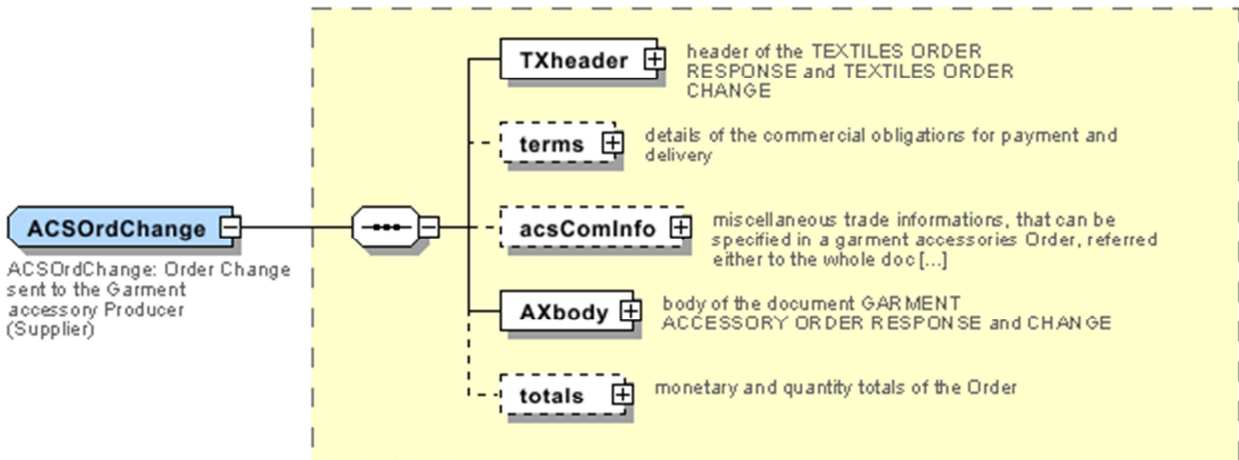 TXheader
header of the TEXTILES ORDER
RESPONSE and TEXTILES ORDER
CHANGE
terms
details of the commercial obligations for payment and
delivery
ACSOrdChange
ACSOrdChange: Order Change
sent to the Garment
accessory Producer
(Supplier)
acsComInfo
miscellaneous trade informations, that can be
specified in a garment accessories Order, referred
either to the whole doc [...]
AXbody
body of the document GARMENT
ACCESSORY ORDER RESPONSE and CHANGE
totals
monetary and quantity totals of the Order